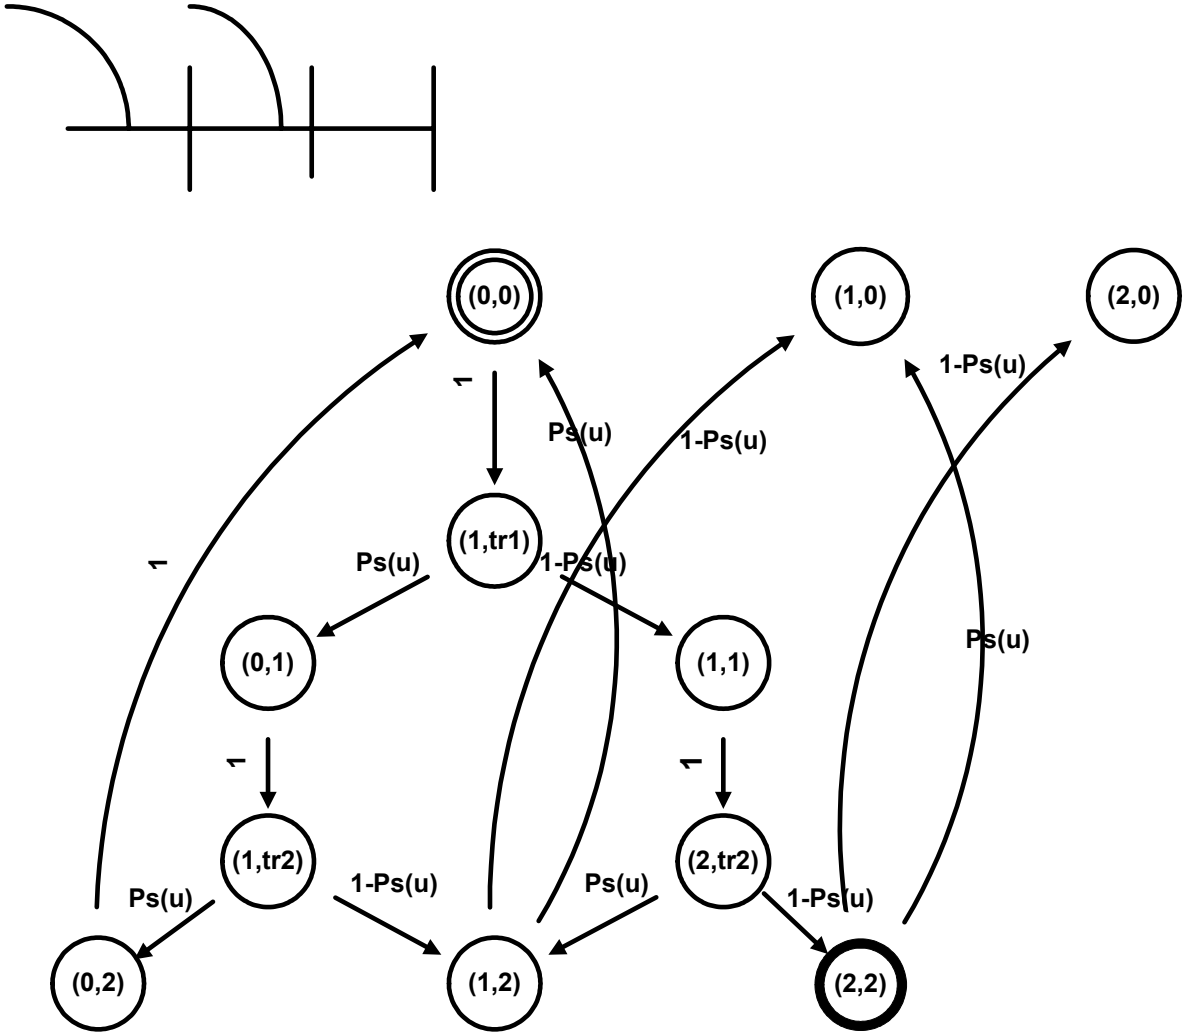 (0,0)
(1,0)
(2,0)
1-Ps(u)
1
Ps(u)
1-Ps(u)
(1,tr1)
1
Ps(u)
1-Ps(u)
Ps(u)
(0,1)
(1,1)
1
1
(1,tr2)
(2,tr2)
Ps(u)
1-Ps(u)
Ps(u)
1-Ps(u)
(0,2)
(1,2)
(2,2)